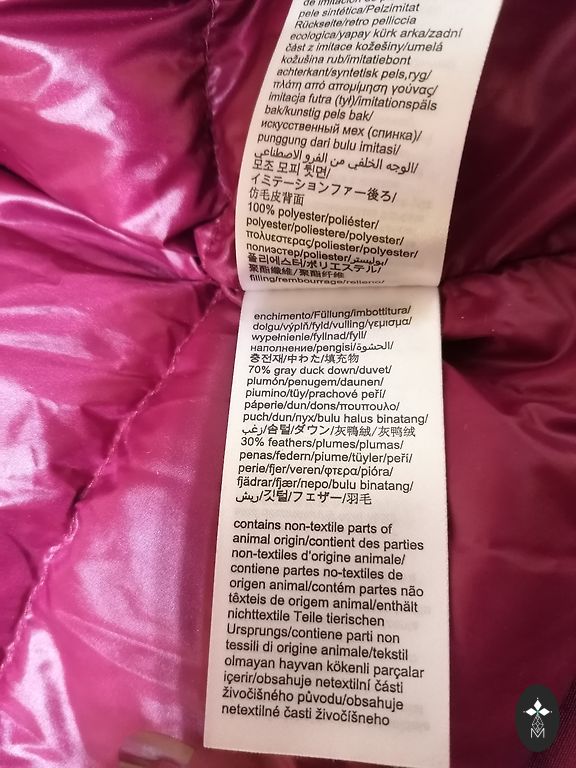 de imitación de p
pele sintética/Pelzimitat
Rückseite/retro pelliccia
ecologica/yapay kürk arka/zadní
část z imitace kožešiny/umelá
kožušina rub/imitatiebont
achterkant/syntetisk pels,ryg/
πλάτη από απομίμηση γούνας/
imitacja futra (tył)/imitationspäls
bak/kunstig pels bak/
искусственный мех (спинка)/
punggung dari bulu imitasi/
الوجه الخلفي من الفرو الاصطناعي/
모조 모피 뒷면/
イミテーションファー後ろ/
仿毛皮背面
100% polyester/poliéster/
polyester/poliestere/polyester/
πολυεστερας/poliester/polyester/
полиэстер/poliester/بوليستر/
폴리에스터/ポリエステル/
聚酯纖維/聚酯纤维
filling/rembourrage/relleno/
enchimento/Füllung/imbottitura/
dolgu/výplň/fyld/vulling/γεμισμα/
wypełnienie/fyllnad/fyll/
наполнение/pengisi/الحشوة/
충전재/中わた/填充物
70% gray duck down/duvet/
plumón/penugem/daunen/
piumino/tüy/prachové peří/
páperie/dun/dons/πουπουλο/
puch/dun/пух/bulu halus binatang/
زغب/솜털/ダウン/灰鴨絨/灰鸭绒
30% feathers/plumes/plumas/
penas/federn/piume/tüyler/peří/
perie/fjer/veren/φτερα/pióra/
fjädrar/fjær/перо/bulu binatang/
ريش/깃털/フェザー/羽毛
contains non-textile parts of
animal origin/contient des parties
non-textiles d'origine animale/
contiene partes no-textiles de
origen animal/contém partes não
têxteis de origem animal/enthält
nichttextile Teile tierischen
Ursprungs/contiene parti non
tessili di origine animale/tekstil
olmayan hayvan kökenli parçalar
içerir/obsahuje netextilní části
živočišného původu/obsahuje
netextilné časti živočíšneho
M